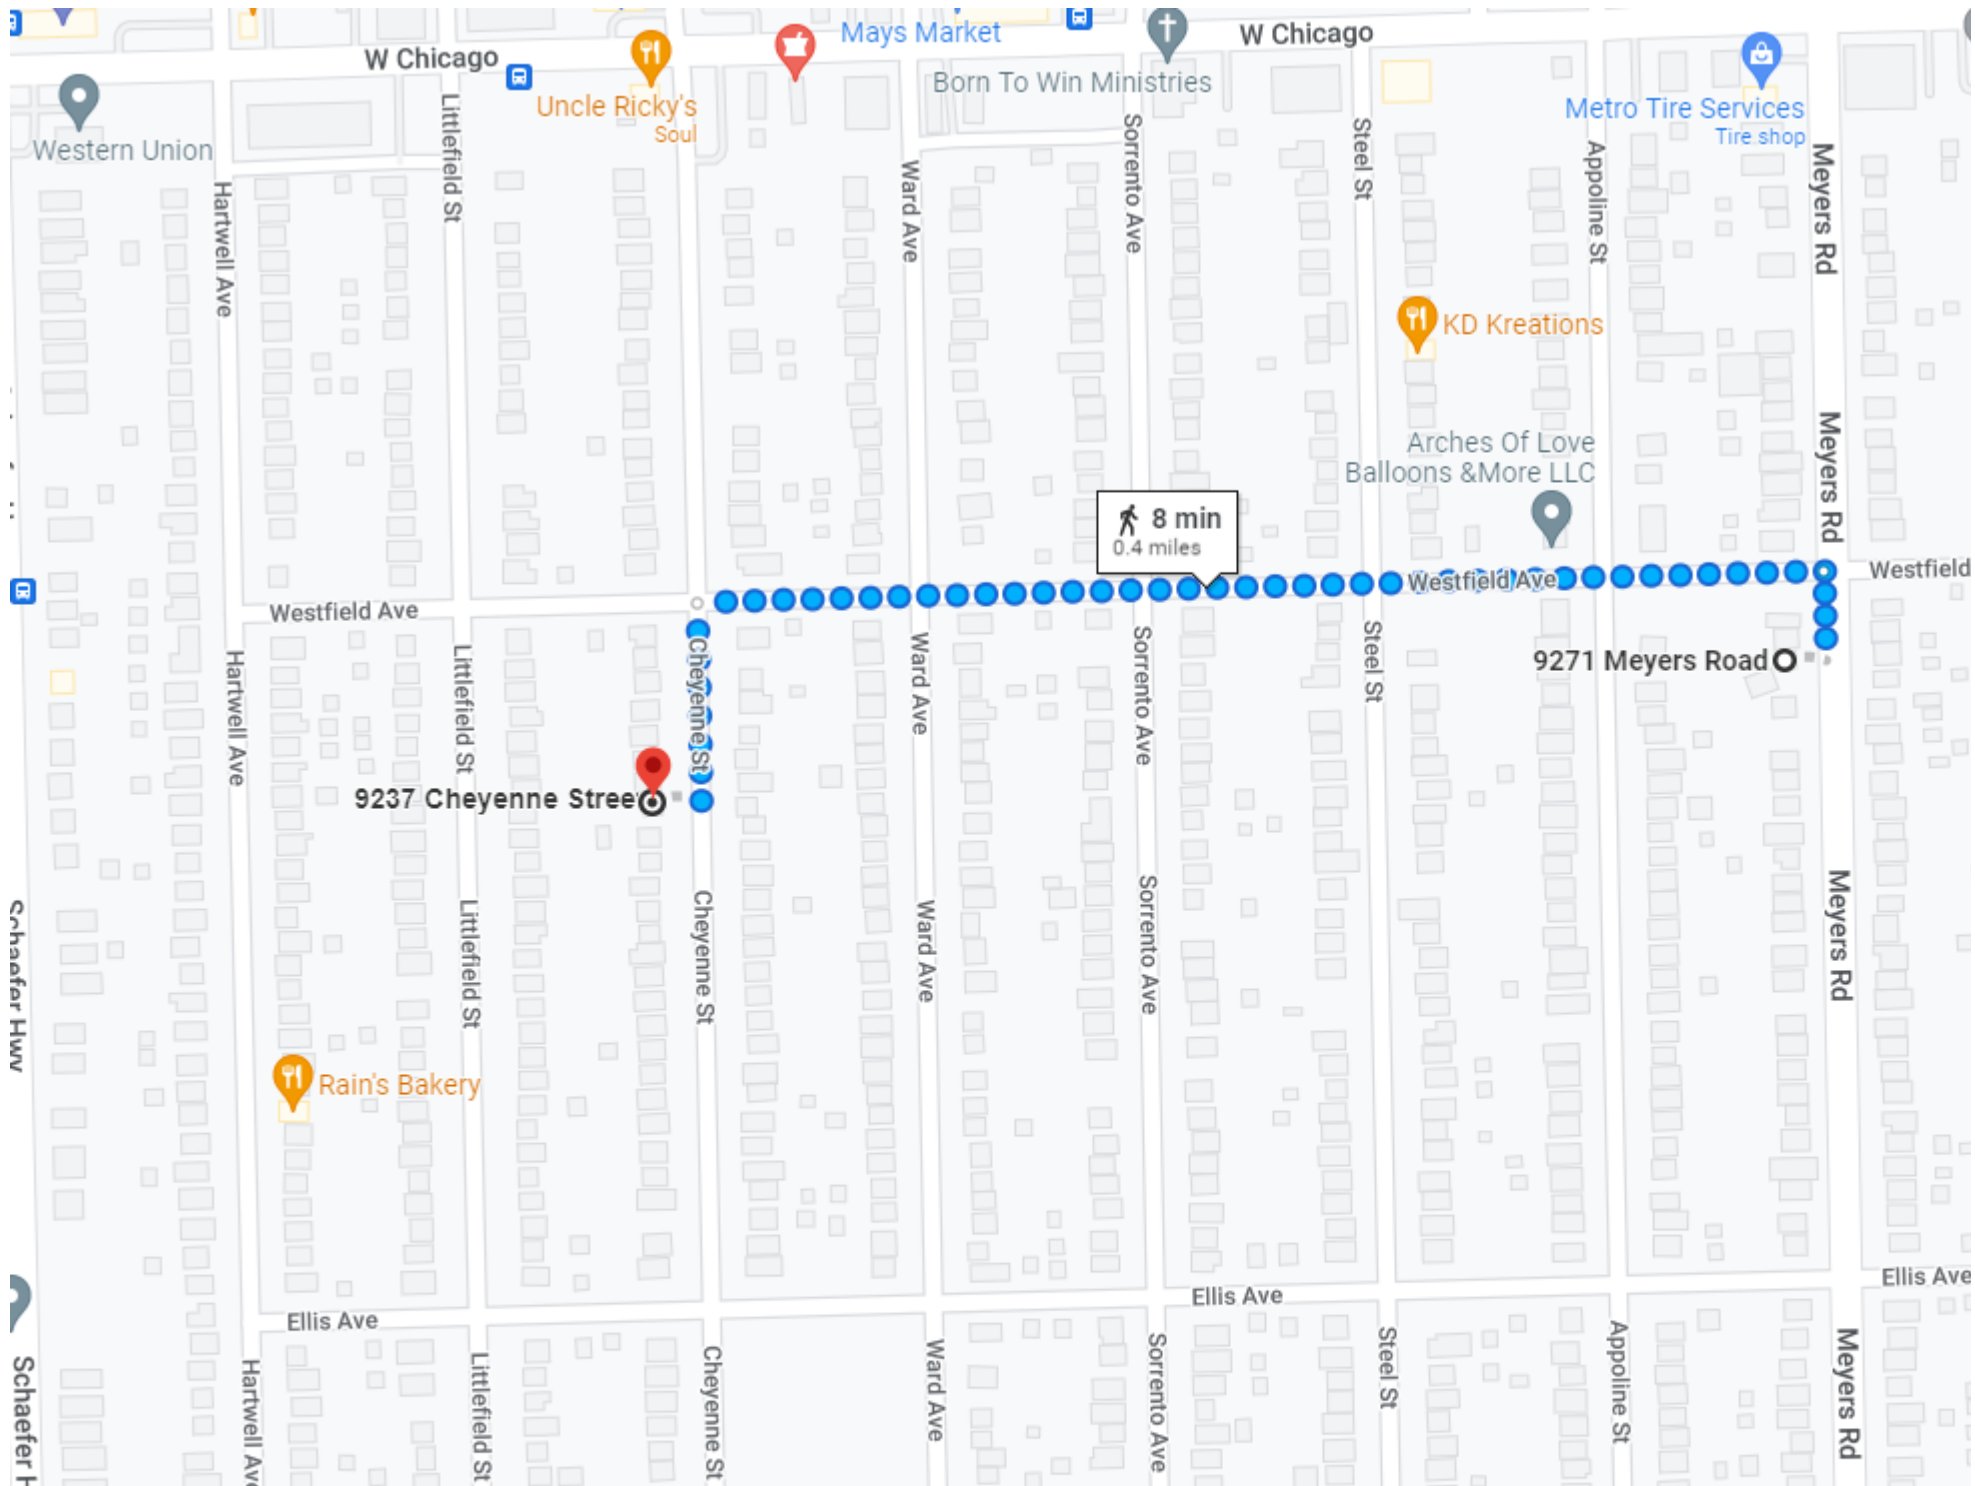 W Chicago
Mays Market
W Chicago
Born To Win Ministries
Uncle Ricky's
Soul
Metro Tire Services
Tire shop
Western Union
Littlefield St
Sorrento Ave
Steel St
Appoline St
Meyers Rd
Hartwell Ave
Ward Ave
KD Kreations
Arches Of Love
Balloons &More LLC
Meyers Rd
8 min
0.4 miles
Westfield Ave
Westfield
Westfield Ave
Hartwell Ave
Littlefield St
Cheyenne St
Ward Ave
Sorrento Ave
Steel St
9271 Meyers Road
9237 Cheyenne Stree
Schaefer Hwy
Littlefield St
Cheyenne St
Ward Ave
Sorrento Ave
Meyers Rd
Rain's Bakery
Ellis Ave
Ellis Ave
Ellis Ave
Schaefer H
Hartwell Ave
Littlefield St
Cheyenne St
Ward Ave
Sorrento Ave
Steel St
Appoline St
Meyers Rd